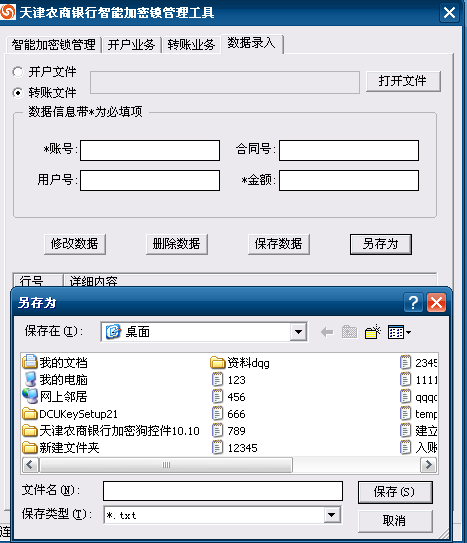 天津农商银行智能加密锁管理工具
智能加密锁管理 开户业务 转账业务 数据录入
开户文件
转账文件
打开文件
数据信息带*为必填项
*账号: 合同号:
用户号: *金额:
修改数据 删除数据 保存数据 另存为
行号 详细内容
另存为
保存在(I): 桌面
我的文档 资料dqg 2345
我的电脑 123 1111
网上邻居 456 qqqq
DCUKeySetup21 666 temp
天津农商银行加密狗控件10.10 789 建立
新建文件夹 12345 入账
文件名(N): 保存(S)
保存类型(T): *.txt 取消
连